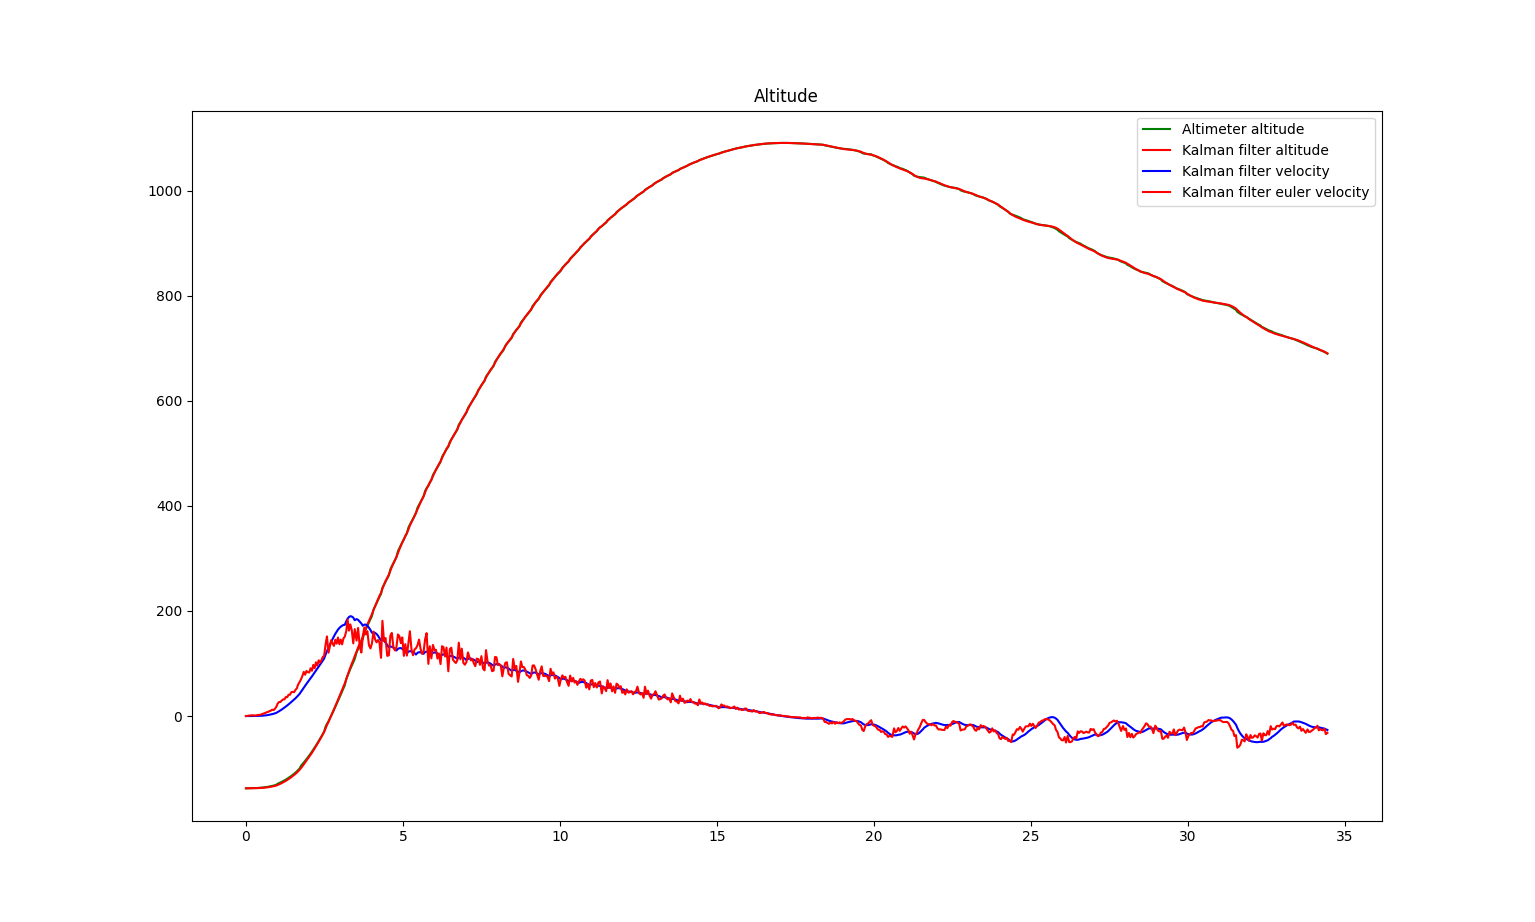 Altitude
Altimeter altitude
Kalman filter altitude
Kalman filter velocity
Kalman filter euler velocity
1000
800
600
400
200
0
0 5 10 15 20 25 30 35